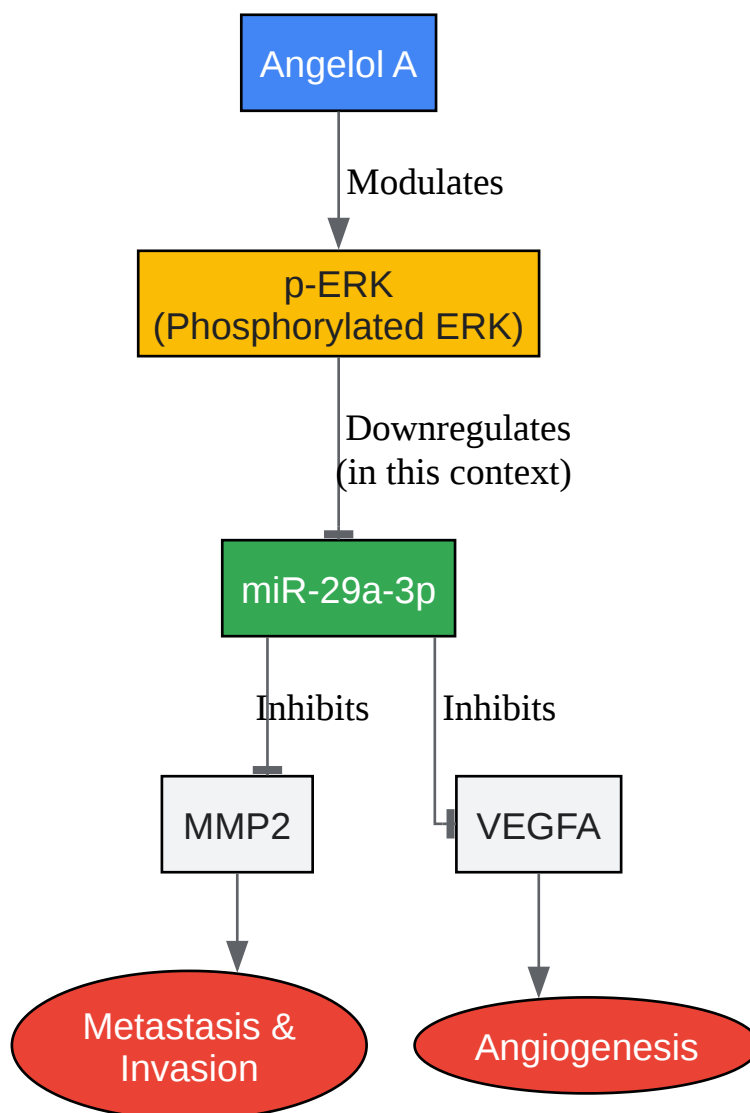 Angelol A
Modulates
p-ERK
(Phosphorylated ERK)
Downregulates
(in this context)
miR-29a-3p
Inhibits
Inhibits
MMP2
VEGFA
Metastasis &
Invasion
Angiogenesis